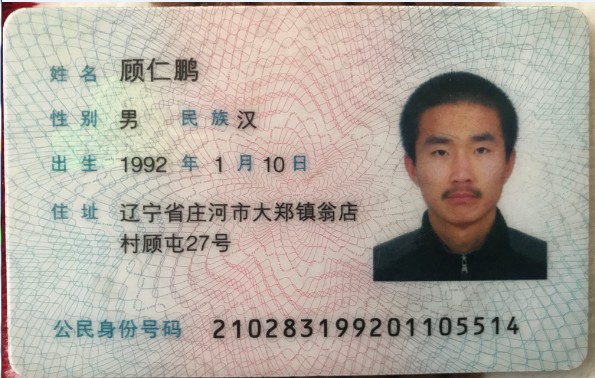 姓名 顾仁鹏
性别 男 民族 汉
出生 1992 年 1 月 10 日
住址 辽宁省庄河市大郑镇翁店
村顾屯27号
公民身份号码 210283199201105514